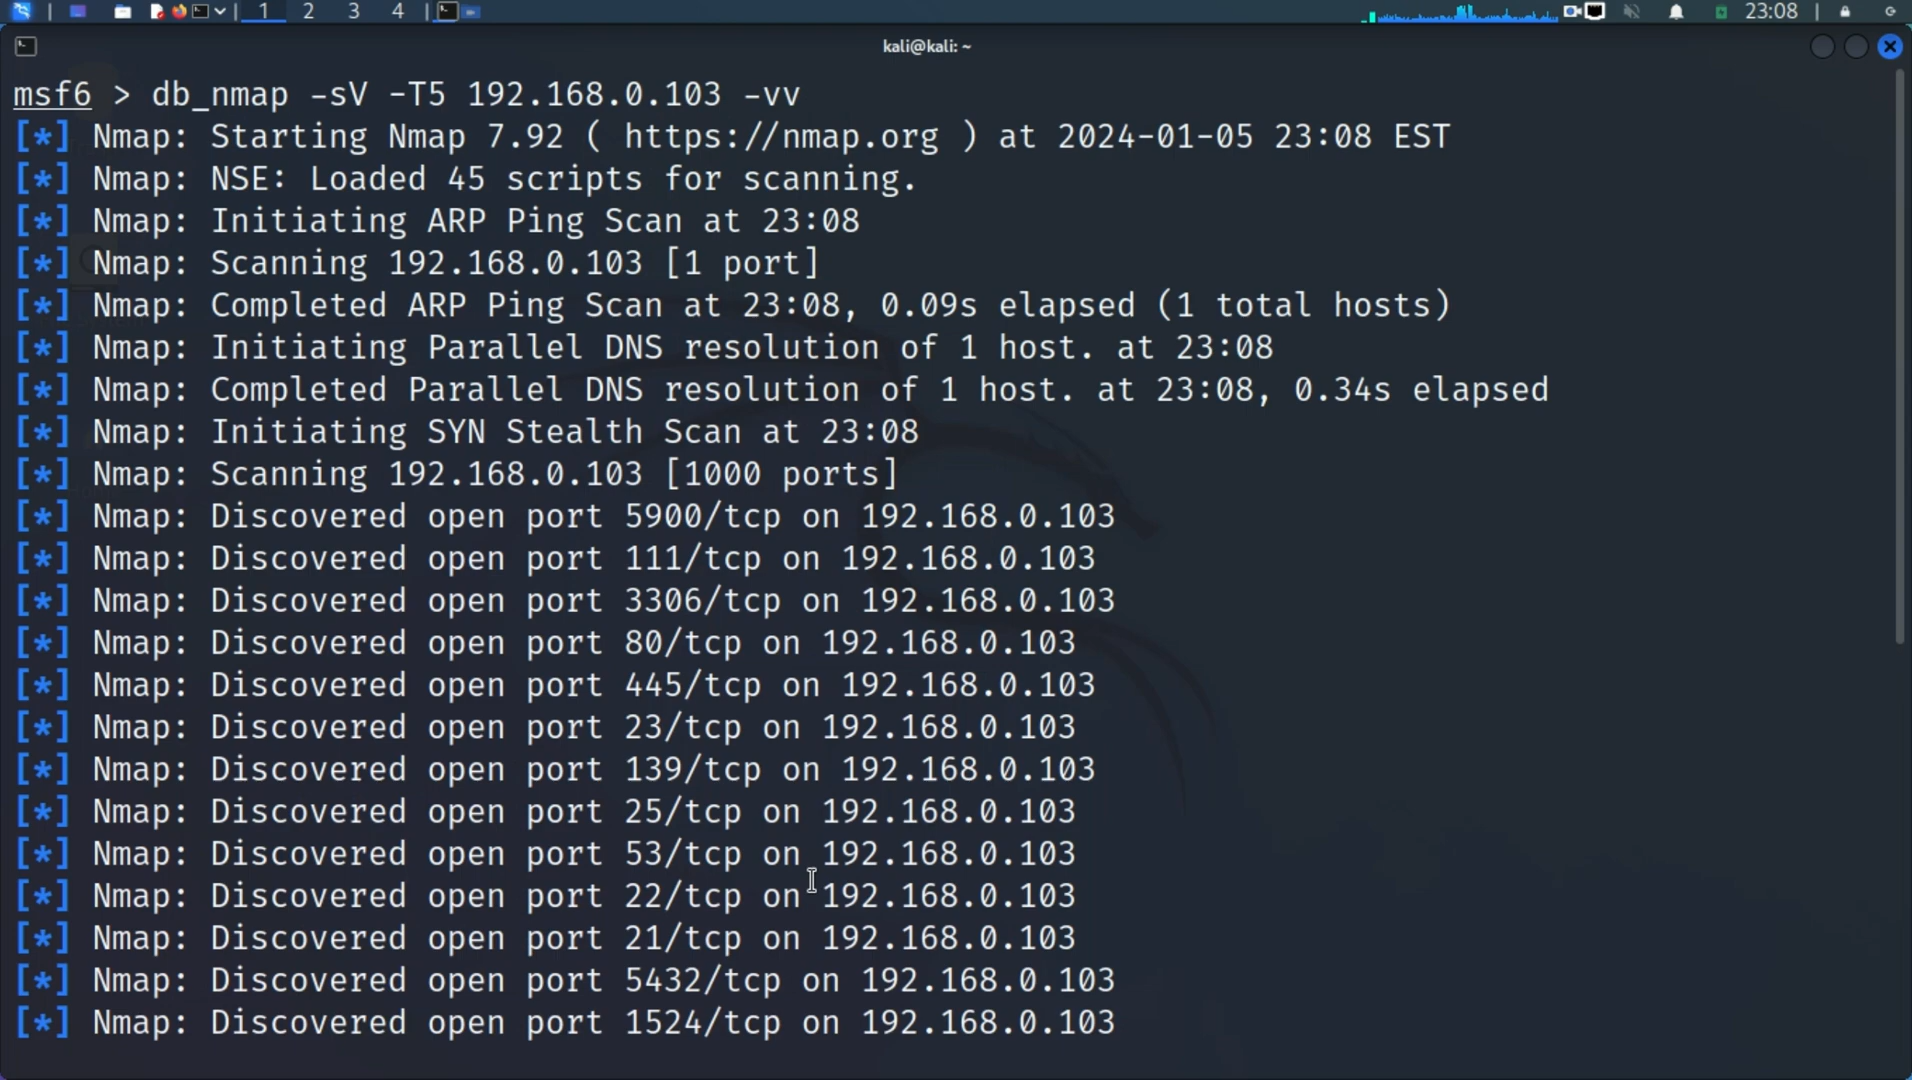 1 2 3 4 23:08
kali@kali: ~
msf6 > db_nmap -sV -T5 192.168.0.103 -vv
[*] Nmap: Starting Nmap 7.92 ( https://nmap.org ) at 2024-01-05 23:08 EST
[*] Nmap: NSE: Loaded 45 scripts for scanning.
[*] Nmap: Initiating ARP Ping Scan at 23:08
[*] Nmap: Scanning 192.168.0.103 [1 port]
[*] Nmap: Completed ARP Ping Scan at 23:08, 0.09s elapsed (1 total hosts)
[*] Nmap: Initiating Parallel DNS resolution of 1 host. at 23:08
[*] Nmap: Completed Parallel DNS resolution of 1 host. at 23:08, 0.34s elapsed
[*] Nmap: Initiating SYN Stealth Scan at 23:08
[*] Nmap: Scanning 192.168.0.103 [1000 ports]
[*] Nmap: Discovered open port 5900/tcp on 192.168.0.103
[*] Nmap: Discovered open port 111/tcp on 192.168.0.103
[*] Nmap: Discovered open port 3306/tcp on 192.168.0.103
[*] Nmap: Discovered open port 80/tcp on 192.168.0.103
[*] Nmap: Discovered open port 445/tcp on 192.168.0.103
[*] Nmap: Discovered open port 23/tcp on 192.168.0.103
[*] Nmap: Discovered open port 139/tcp on 192.168.0.103
[*] Nmap: Discovered open port 25/tcp on 192.168.0.103
[*] Nmap: Discovered open port 53/tcp on 192.168.0.103
[*] Nmap: Discovered open port 22/tcp on 192.168.0.103
[*] Nmap: Discovered open port 21/tcp on 192.168.0.103
[*] Nmap: Discovered open port 5432/tcp on 192.168.0.103
[*] Nmap: Discovered open port 1524/tcp on 192.168.0.103